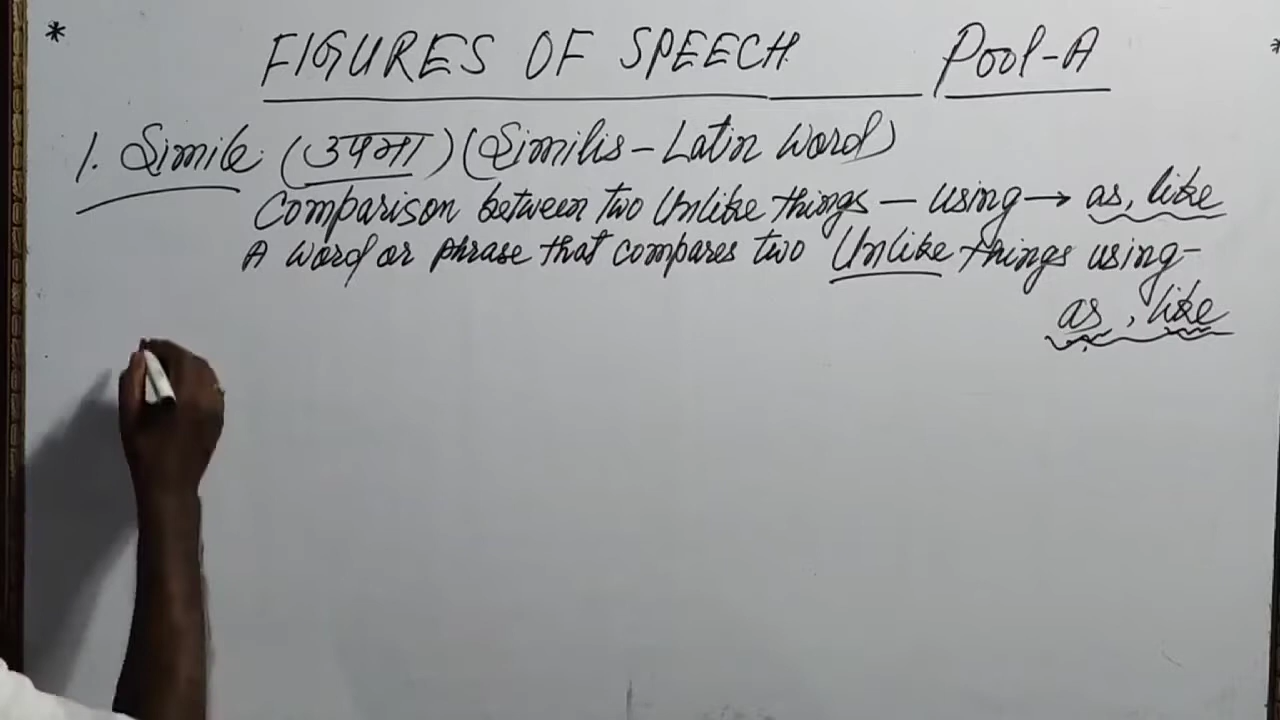 * FIGURES OF SPEECH Pool-A *
1. Simile (उपमा) (Similis - Latin word)
Comparison between two Unlike things - using → as, like
A word or phrase that compares two Unlike things using-
as, like